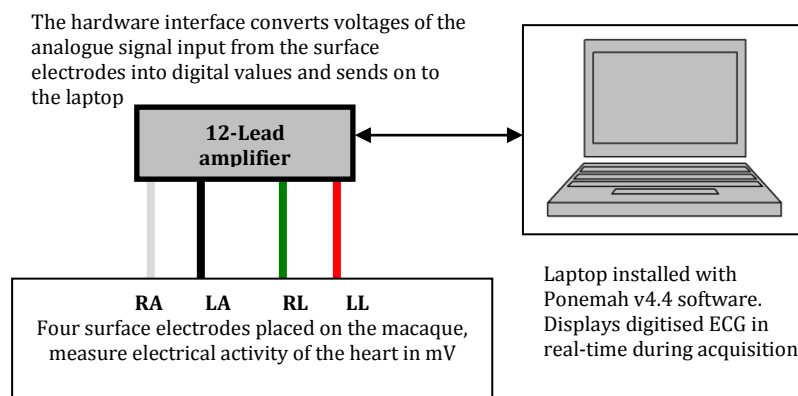 The hardware interface converts voltages of the
analogue signal input from the surface
electrodes into digital values and sends on to
the laptop
12-Lead
amplifier
RA LA RL LL
Four surface electrodes placed on the macaque,
measure electrical activity of the heart in mV
Laptop installed with
Ponemah v4.4 software.
Displays digitised ECG in
real-time during acquisition